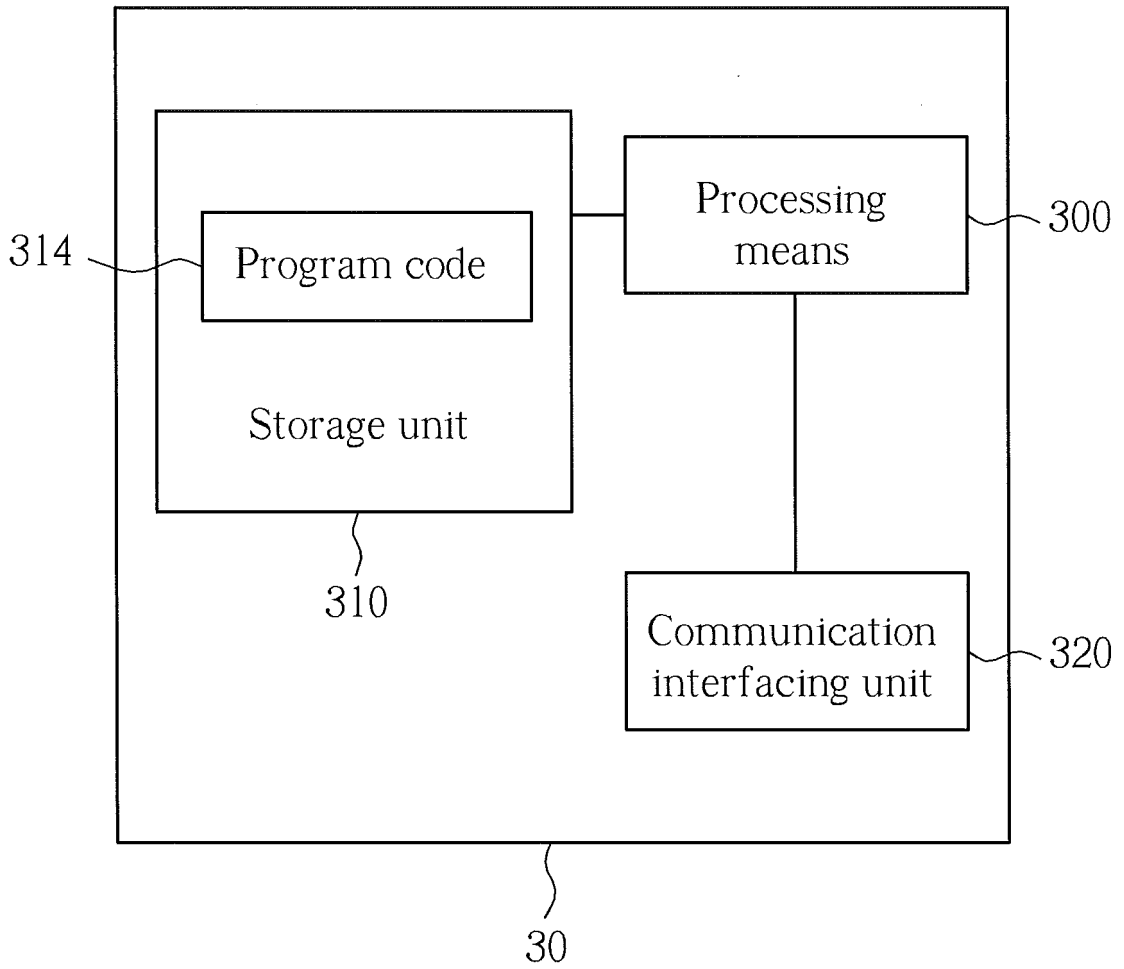 Processing
means
300
314
Program code
Storage unit
310
Communication
interfacing unit
320
30